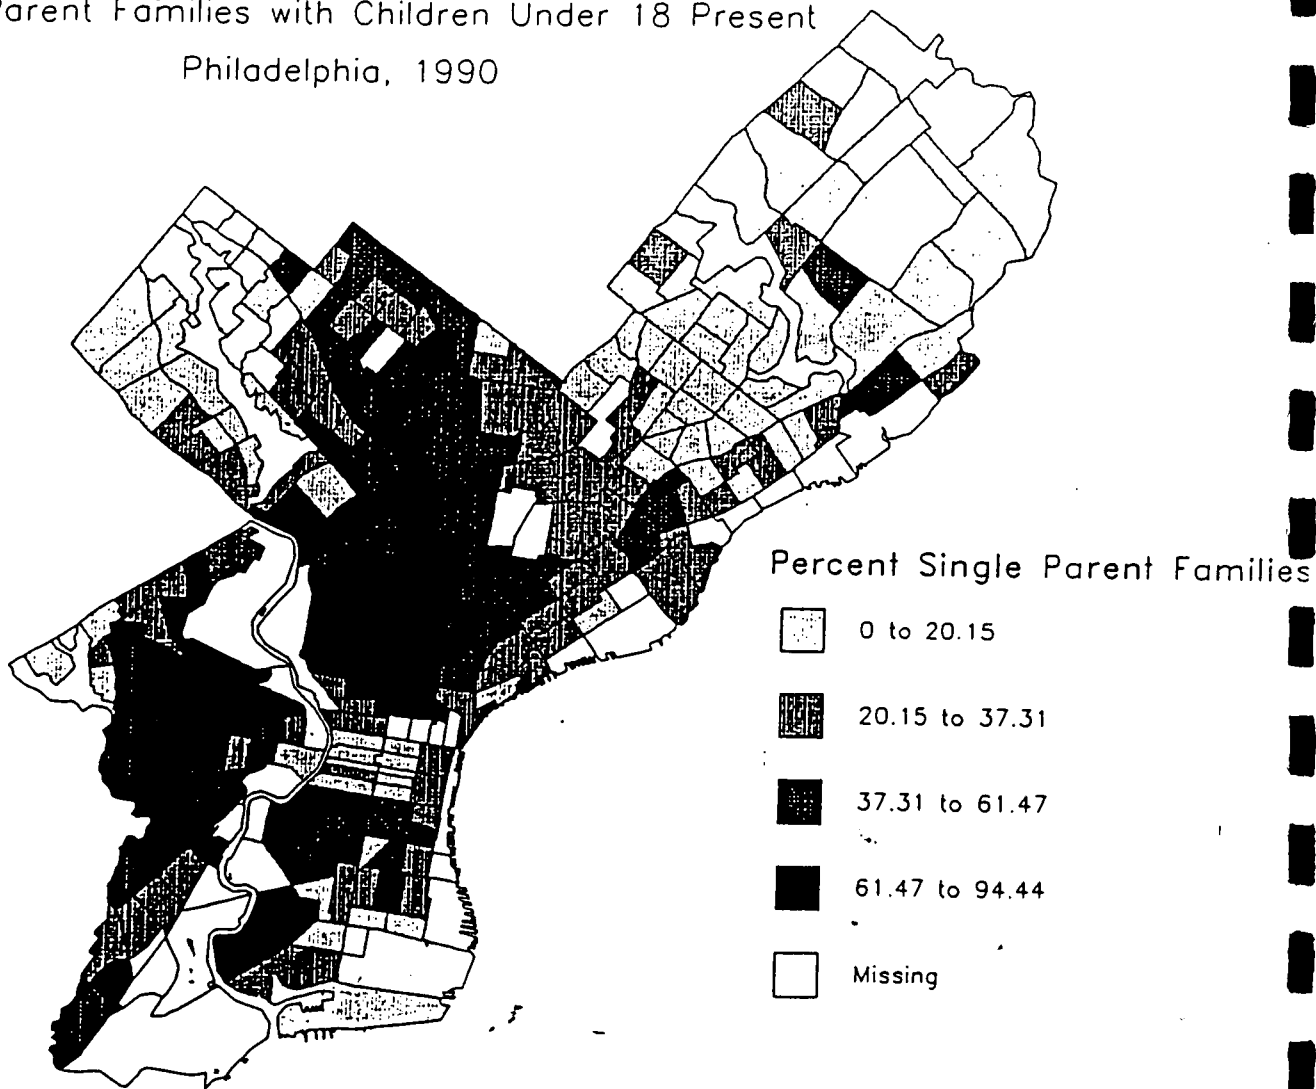 Parent Families with Children Under 18 Present
Philadelphia, 1990
Percent Single Parent Families
0 to 20.15
20.15 to 37.31
37.31 to 61.47
61.47 to 94.44
Missing